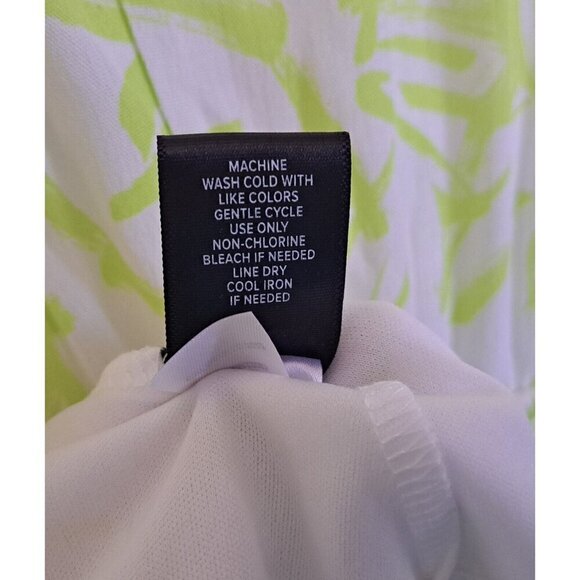 MACHINE
WASH COLD WITH
LIKE COLORS
GENTLE CYCLE
USE ONLY
NON-CHLORINE
BLEACH IF NEEDED
LINE DRY
COOL IRON
IF NEEDED